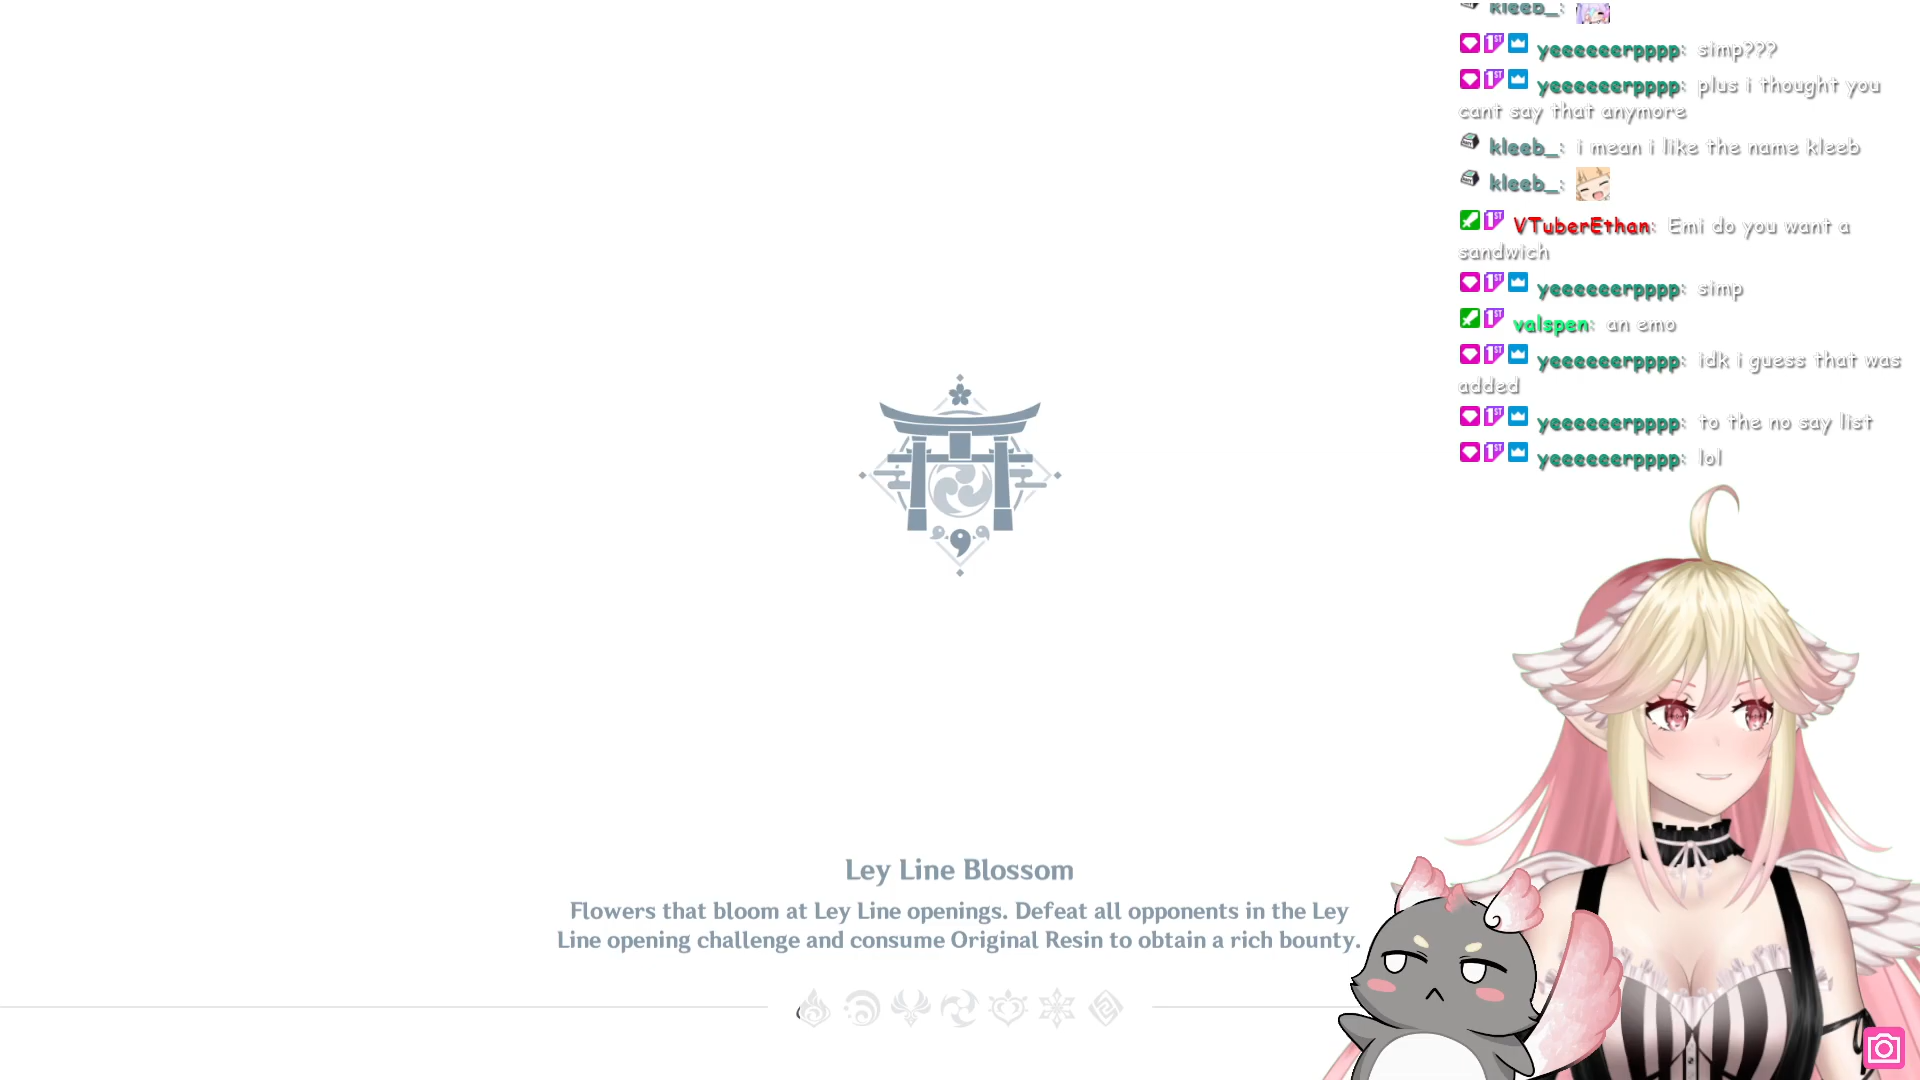 kleeb_:
yeeeeeerpppp: simp???
yeeeeeerpppp: plus i thought you
cant say that anymore
kleeb_: i mean i like the name kleeb
kleeb_:
VTuberEthan: Emi do you want a
sandwich
yeeeeeerpppp: simp
valspen: an emo
yeeeeeerpppp: idk i guess that was
added
yeeeeeerpppp: to the no say list
yeeeeeerpppp: lol
Ley Line Blossom
Flowers that bloom at Ley Line openings. Defeat all opponents in the Ley
Line opening challenge and consume Original Resin to obtain a rich bounty.